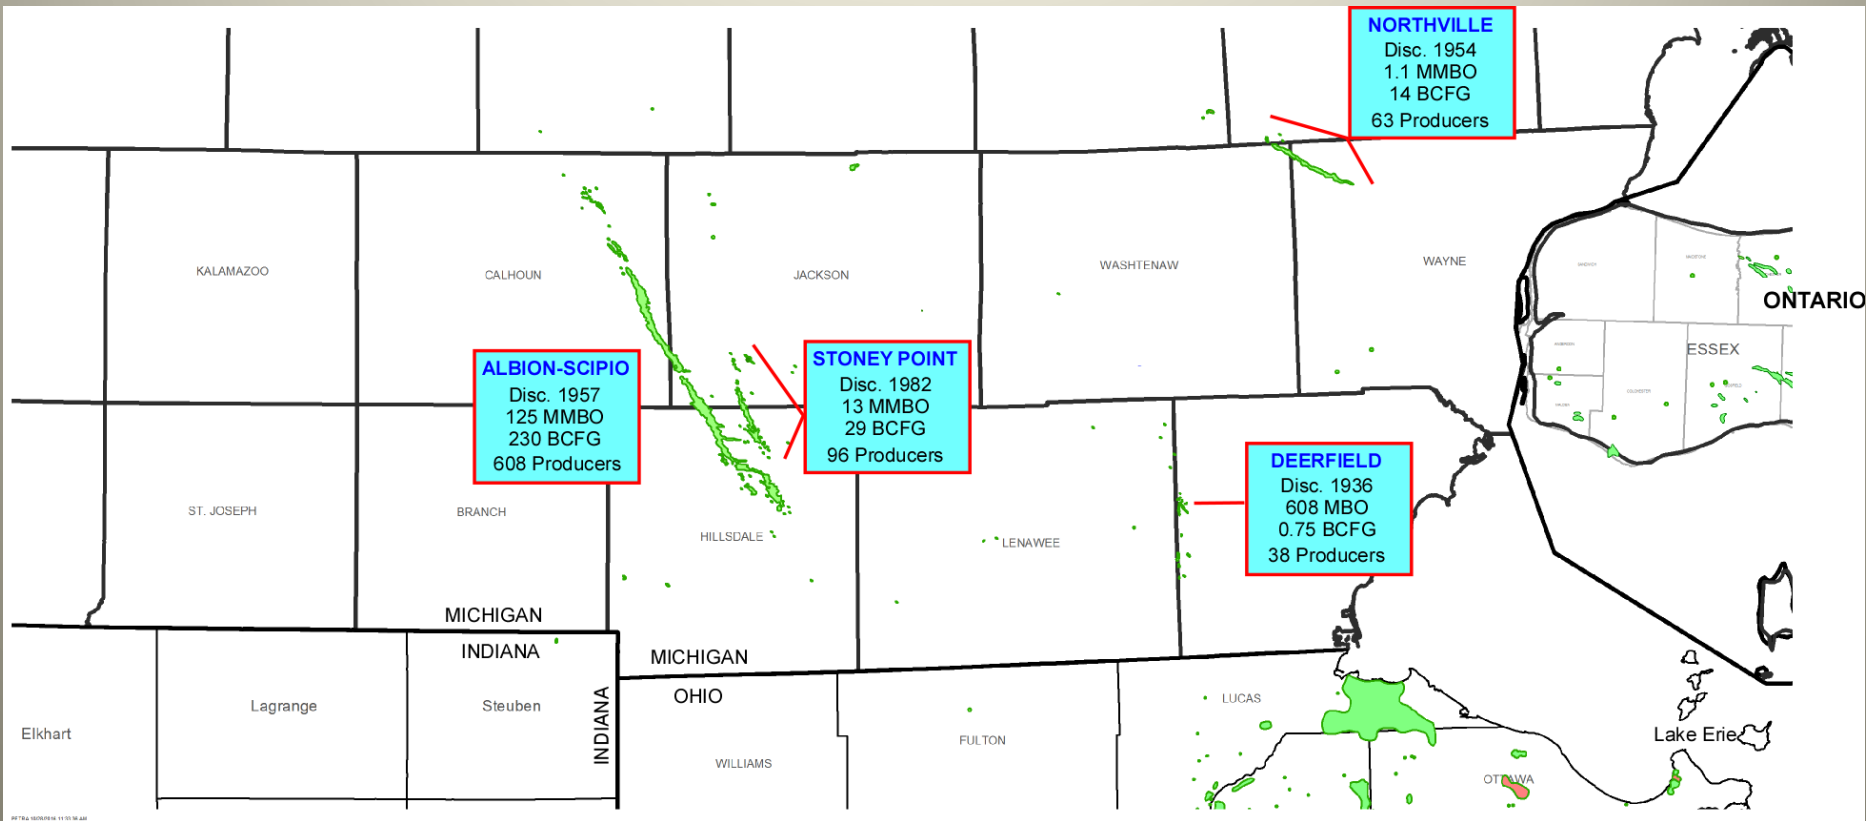 NORTHVILLE
Disc. 1954
1.1 MMBO
14 BCFG
63 Producers
KALAMAZOO
CALHOUN
JACKSON
WASHTENAW
WAYNE
ONTARIO
ESSEX
ALBION-SCIPIO
Disc. 1957
125 MMBO
230 BCFG
608 Producers
STONEY POINT
Disc. 1982
13 MMBO
29 BCFG
96 Producers
DEERFIELD
Disc. 1936
608 MBO
0.75 BCFG
38 Producers
ST. JOSEPH
BRANCH
HILLSDALE
LENAWEE
MICHIGAN
INDIANA
MICHIGAN
OHIO
INDIANA
Elkhart
Lagrange
Steuben
WILLIAMS
FULTON
LUCAS
OTTAWA
Lake Erie